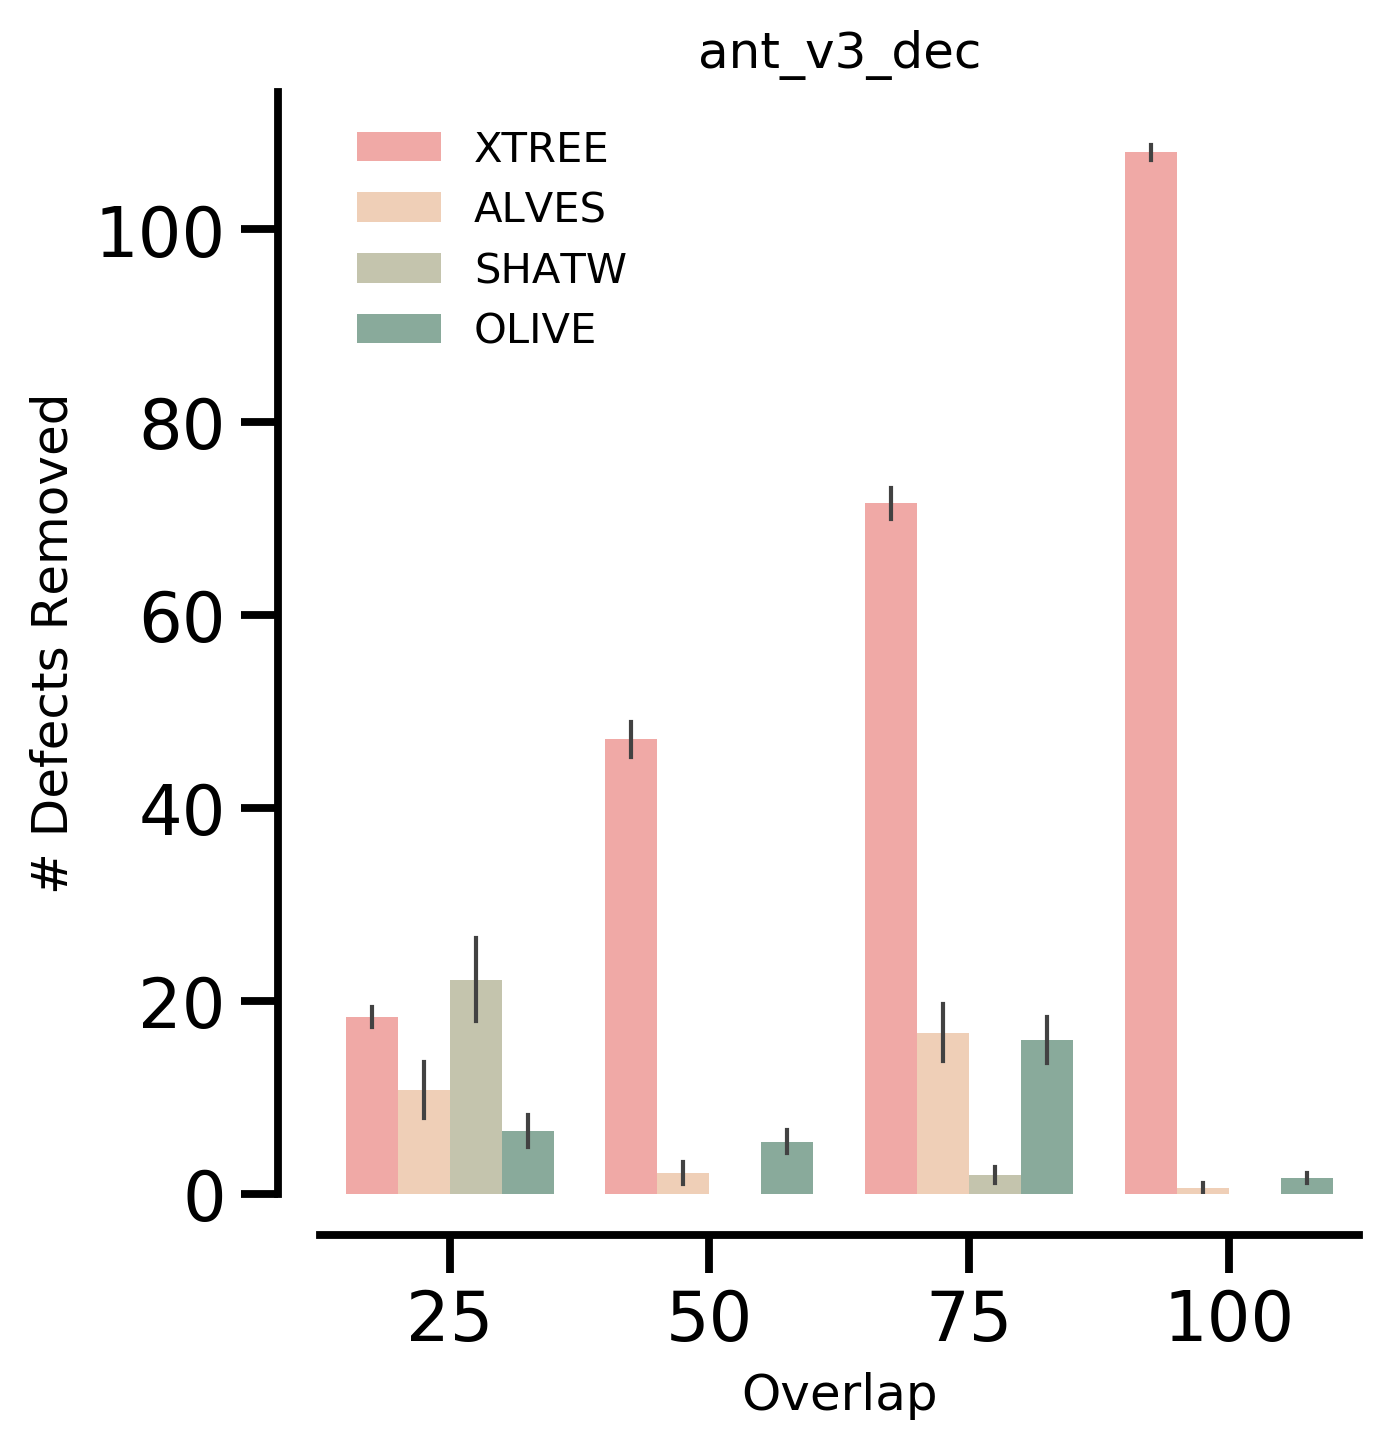 ant_v3_dec
XTREE
ALVES
SHATW
OLIVE
# Defects Removed
100
80
60
40
20
0
25 50 75 100
Overlap